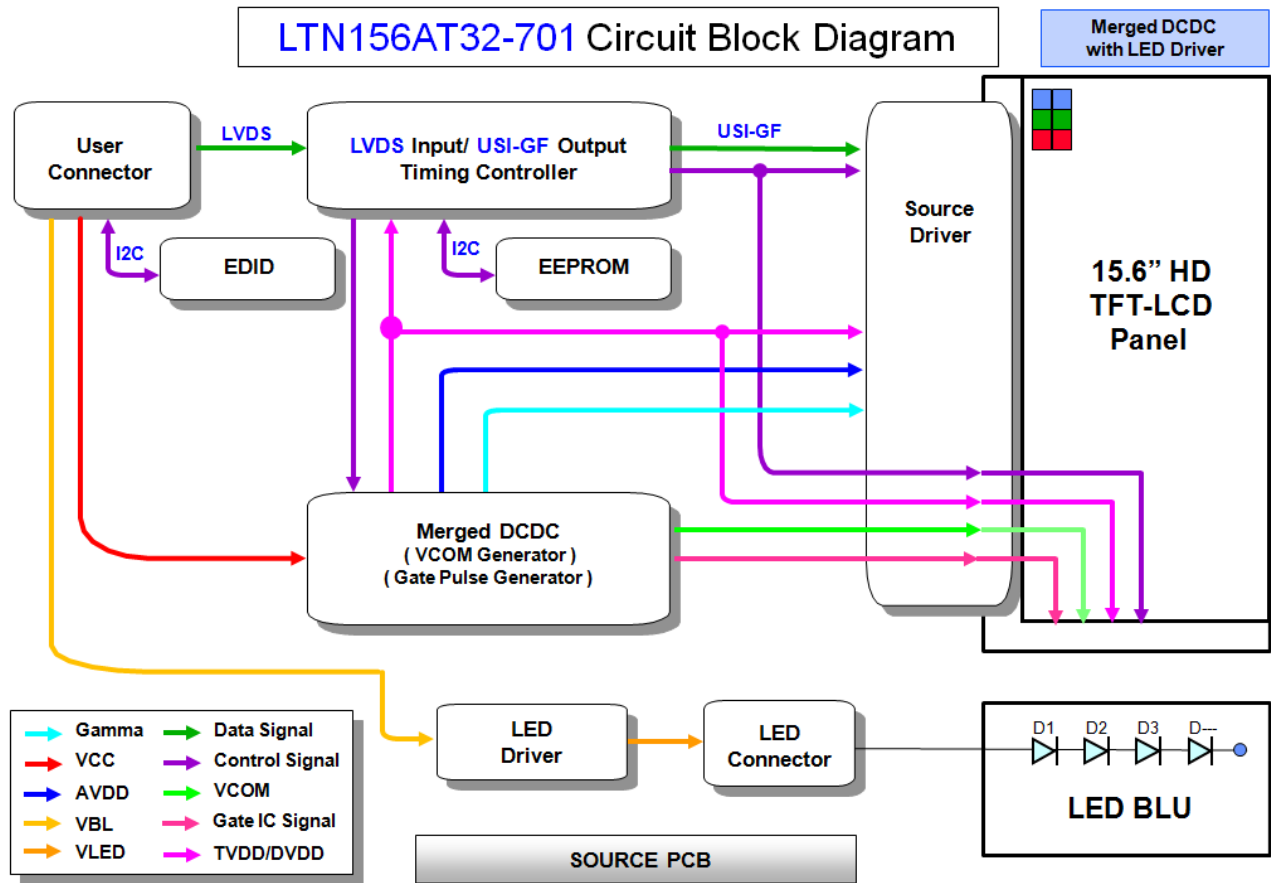 LTN156AT32-701 Circuit Block Diagram
Merged DCDC
with LED Driver
User
Connector
LVDS
LVDS Input/ USI-GF Output
Timing Controller
USI-GF
Source
Driver
15.6” HD
TFT-LCD
Panel
I2C
EDID
I2C
EEPROM
Merged DCDC
( VCOM Generator )
( Gate Pulse Generator )
LED
Driver
LED
Connector
D1 D2 D3 D---
LED BLU
Gamma
VCC
AVDD
VBL
VLED
Data Signal
Control Signal
VCOM
Gate IC Signal
TVDD/DVDD
SOURCE PCB